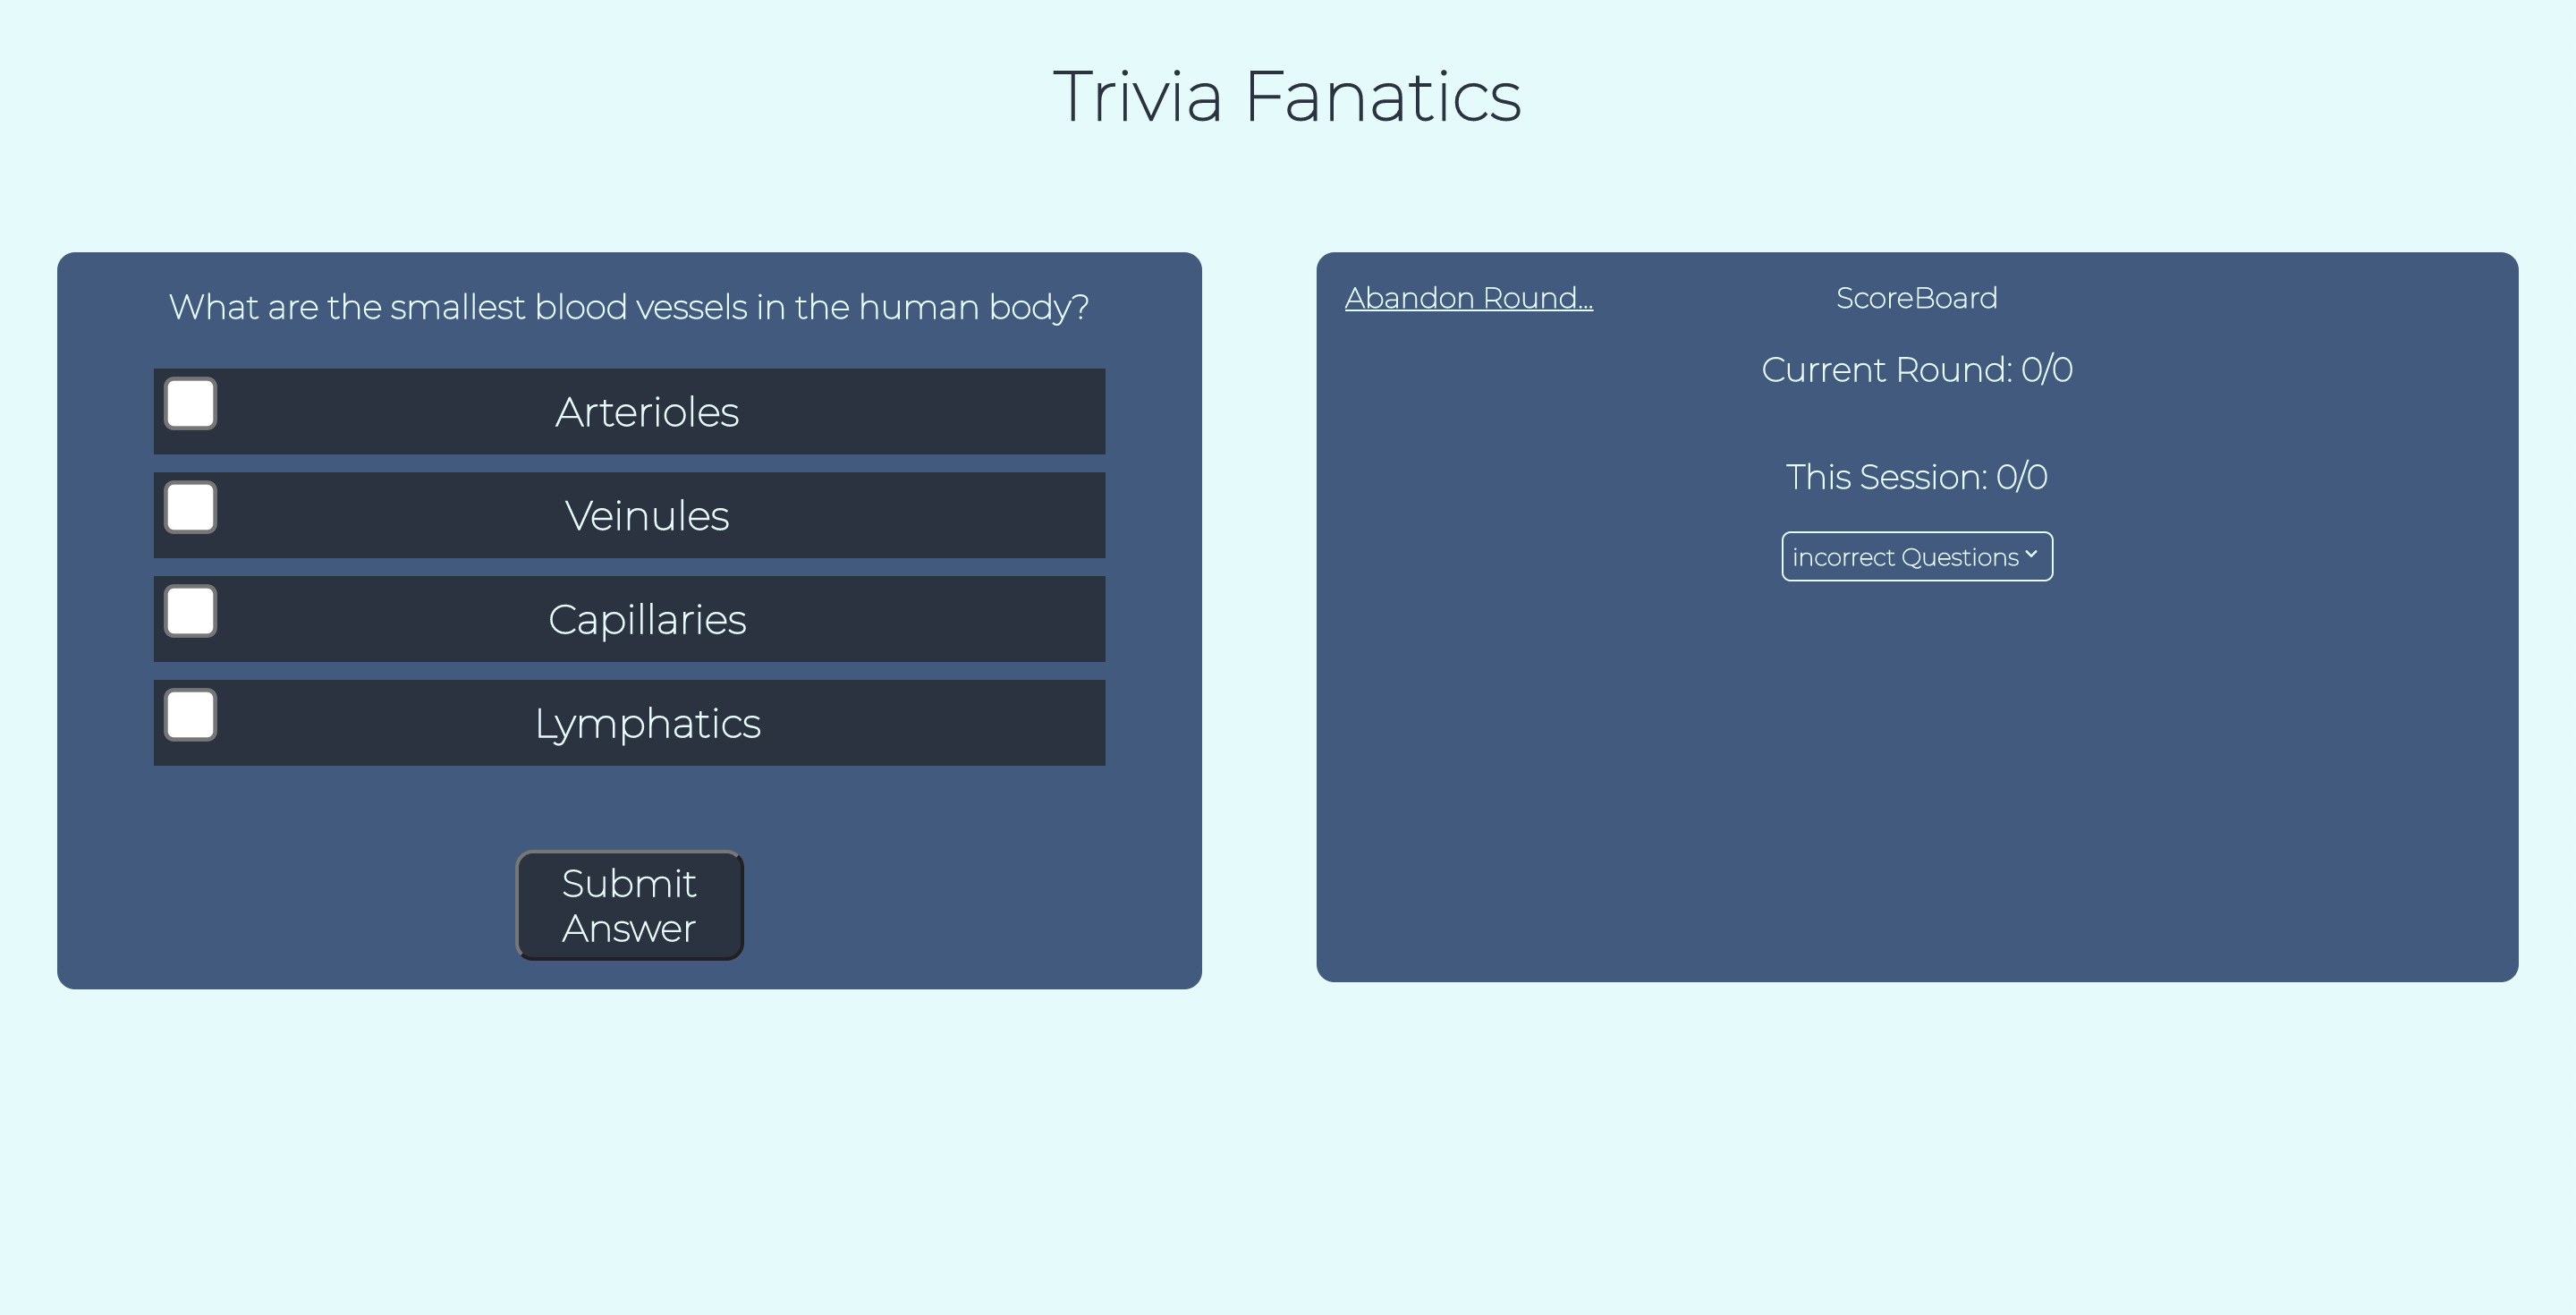 Trivia Fanatics
What are the smallest blood vessels in the human body?
Arterioles
Veinules
Capillaries
Lymphatics
Submit
Answer
Abandon Round...
ScoreBoard
Current Round: 0/0
This Session: 0/0
incorrect Questions